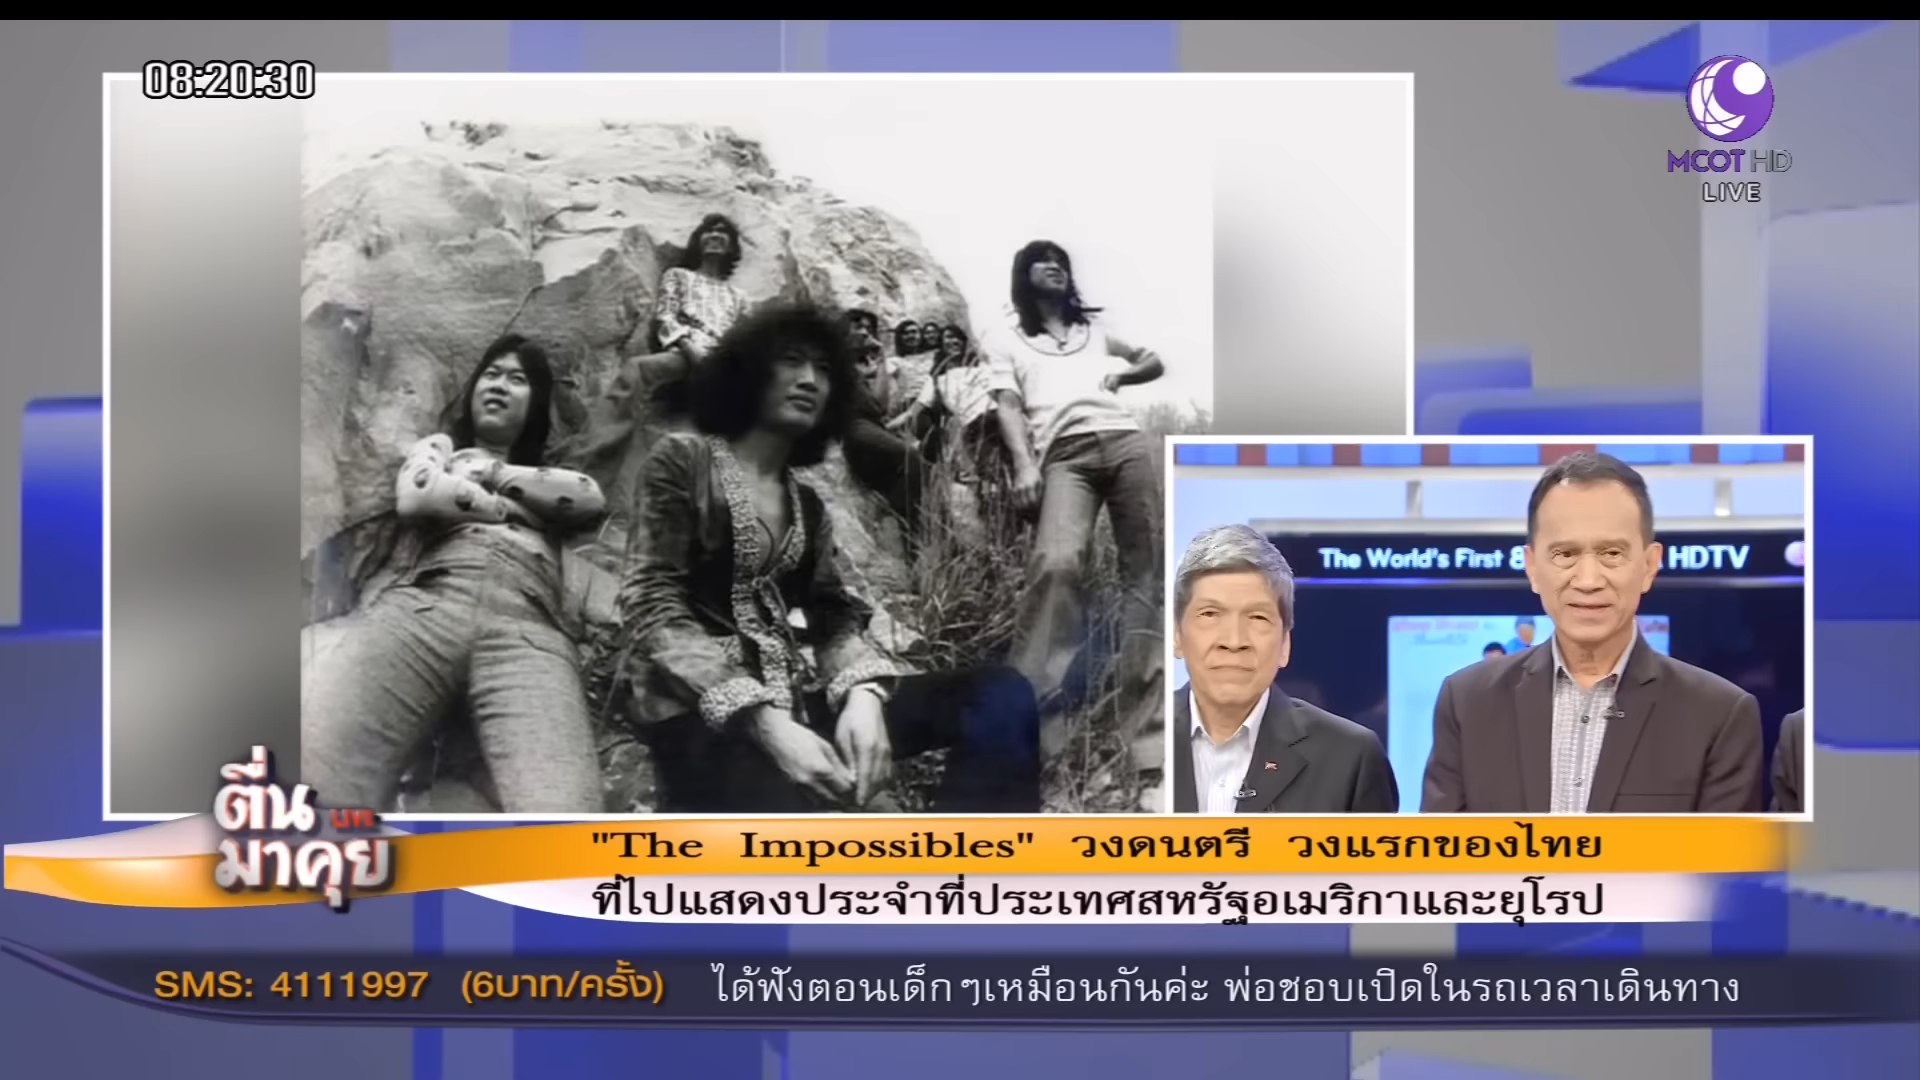 08:20:30
MCOT HD
LIVE
The World's First
HDTV
ตื่น
มาคุย
"The Impossibles" วงดนตรี วงแรกของไทย
ที่ไปแสดงประจำที่ประเทศสหรัฐอเมริกาและยุโรป
SMS: 4111997 (6บาท/ครั้ง) ได้ฟังตอนเด็กๆเหมือนกันค่ะ พ่อชอบเปิดในรถเวลาเดินทาง